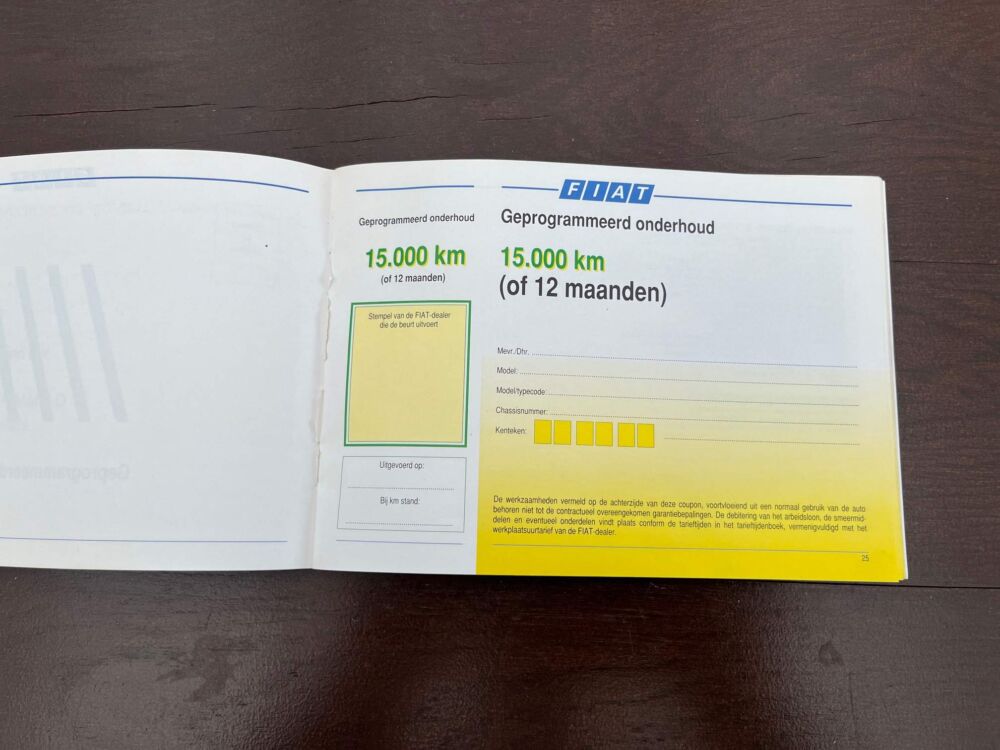 Geprogrammeerd onderhoud
15.000 km
(of 12 maanden)
Stempel van de FIAT-dealer
die de beurt uitvoert
Uitgevoerd op:
Bij km stand:
FIAT
Geprogrammeerd onderhoud
15.000 km
(of 12 maanden)
Mevr./Dhr.
Model:
Model/typecode
Chassisnummer:
Kenteken:
De werkzaamheden vermeld op de achterzijde van deze coupon, voortvloeiend uit een normaal gebruik van de auto
behoren niet tot de contractueel overeengekomen garantiebepalingen. De debitering van het arbeidsloon, de smeermid-
delen en eventueel onderdelen vindt plaats conform de tarieftijden in het tarieftijdenboek, vermenigvuldigd met het
werkplaatsuurtarief van de FIAT-dealer.
25